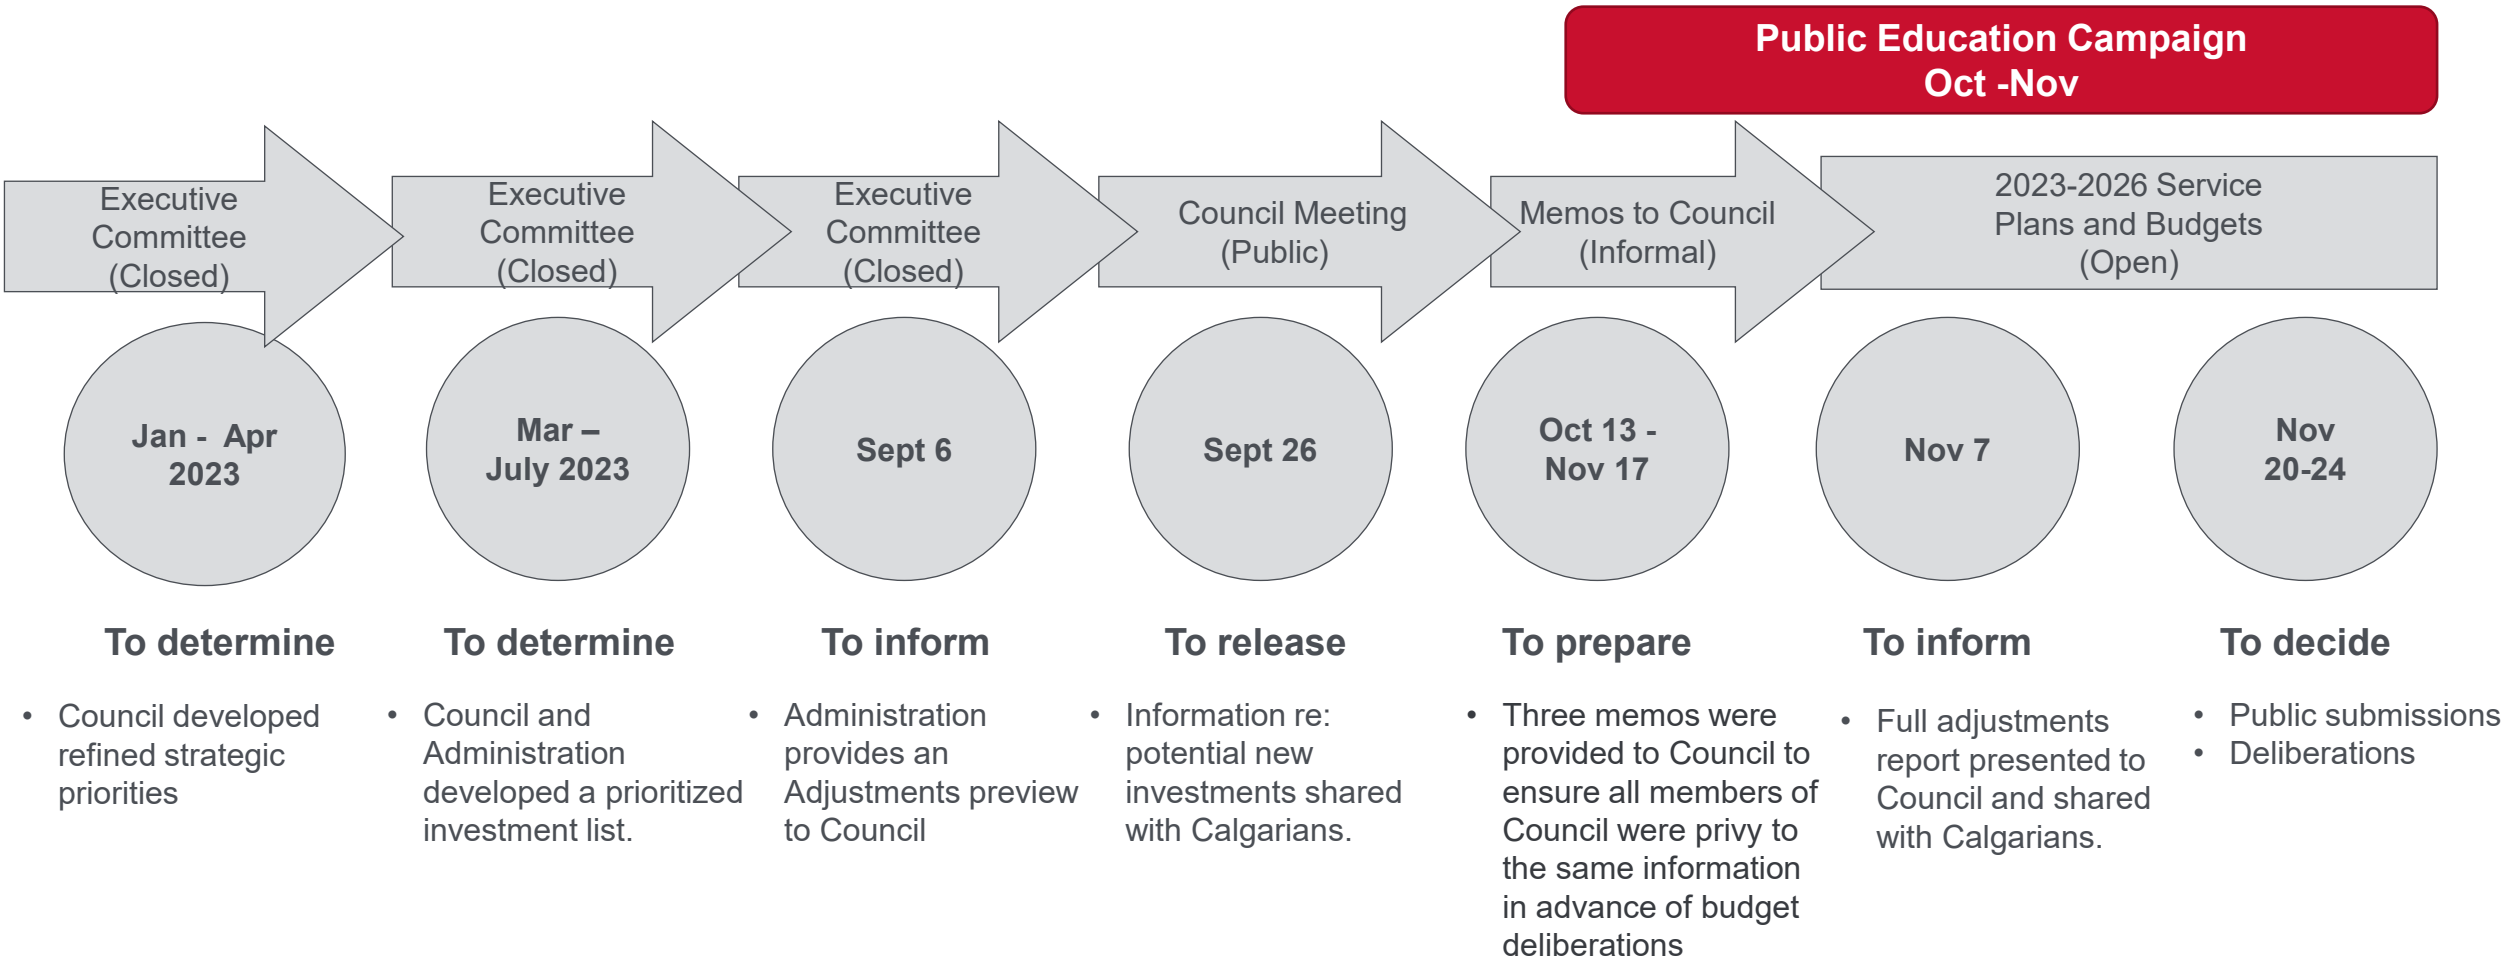 Public Education Campaign
Oct -Nov
Executive
Committee
(Closed)
Executive
Committee
(Closed)
Executive
Committee
(Closed)
Council Meeting
(Public)
Memos to Council
(Informal)
2023-2026 Service
Plans and Budgets
(Open)
Jan - Apr
2023
Mar –
July 2023
Sept 6
Sept 26
Oct 13 -
Nov 17
Nov 7
Nov
20-24
To determine
To determine
To inform
To release
To prepare
To inform
To decide
• Council developed
refined strategic
priorities
• Council and
Administration
developed a prioritized
investment list.
• Administration
provides an
Adjustments preview
to Council
• Information re:
potential new
investments shared
with Calgarians.
• Three memos were
provided to Council to
ensure all members of
Council were privy to
the same information
in advance of budget
deliberations
• Full adjustments
report presented to
Council and shared
with Calgarians.
• Public submissions
• Deliberations